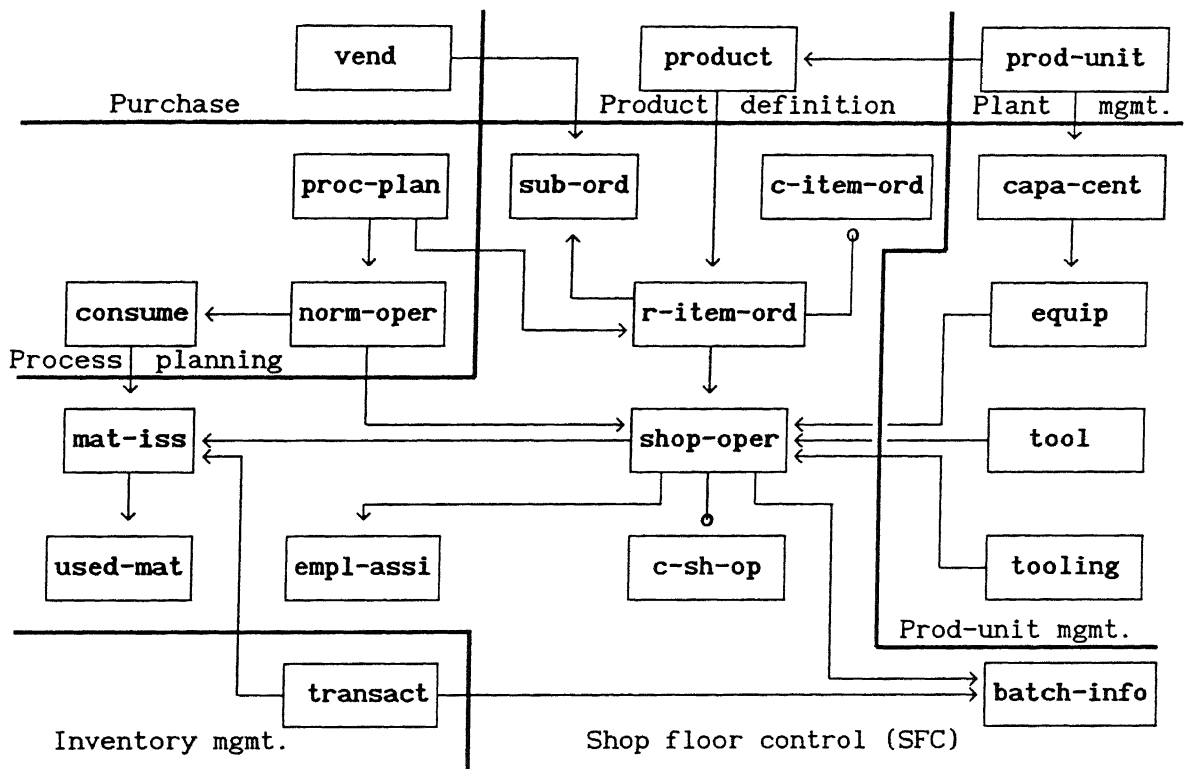 vend
product
prod-unit
Purchase
Product definition
Plant mgmt.
proc-plan
sub-ord
c-item-ord
capa-cent
consume
norm-oper
r-item-ord
equip
Process planning
mat-iss
shop-oper
tool
used-mat
empl-assi
c-sh-op
tooling
Prod-unit mgmt.
transact
batch-info
Inventory mgmt.
Shop floor control (SFC)